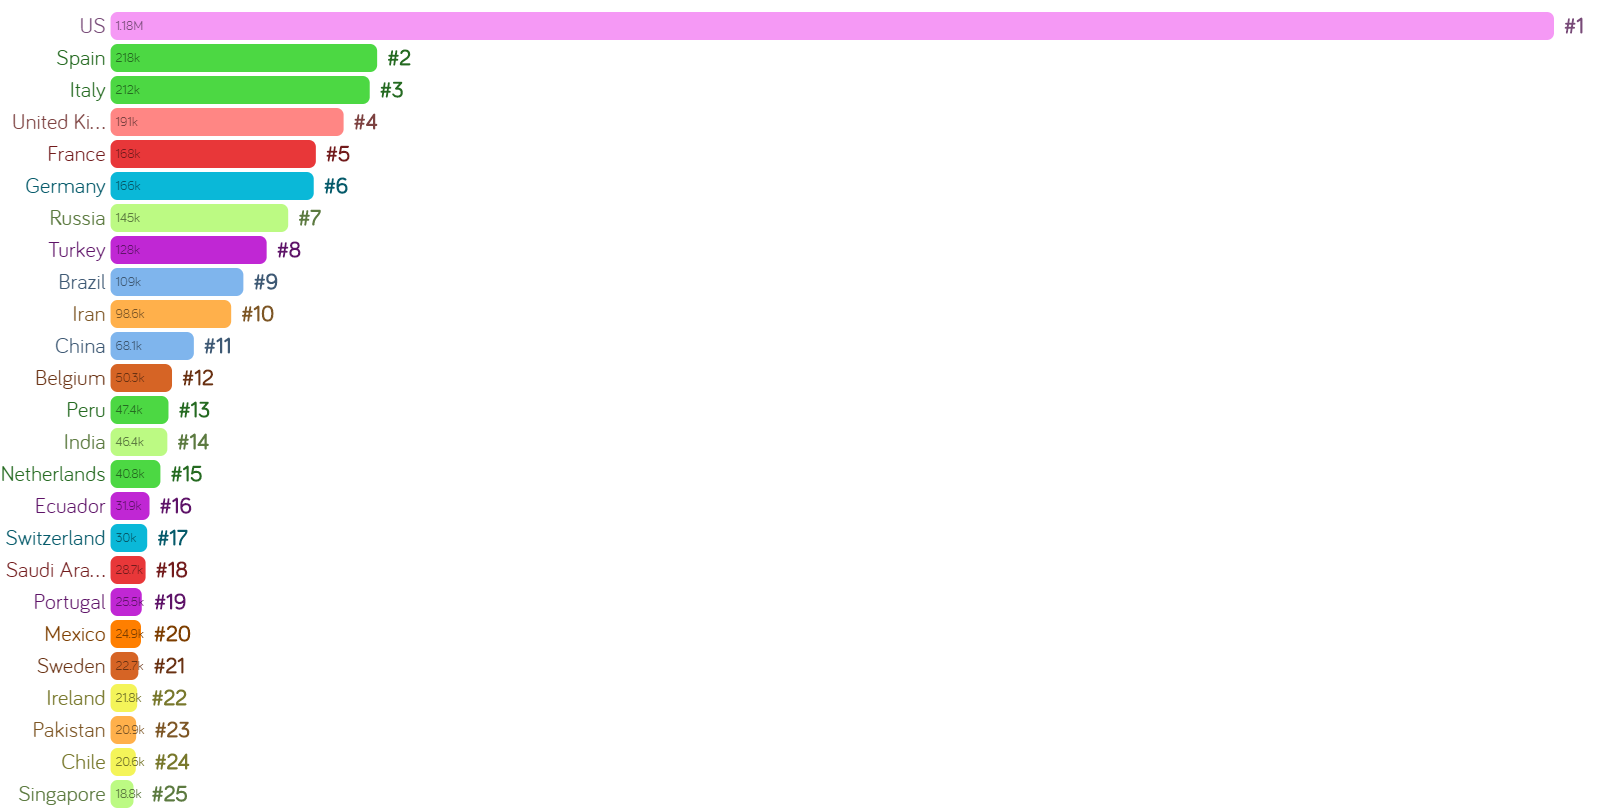 US 1.18M #1
Spain 218k #2
Italy 212k #3
United Ki... 191k #4
France 168k #5
Germany 166k #6
Russia 145k #7
Turkey 128k #8
Brazil 109k #9
Iran 98.6k #10
China 68.1k #11
Belgium 50.3k #12
Peru 47.4k #13
India 46.4k #14
Netherlands 40.8k #15
Ecuador 31.9k #16
Switzerland 30k #17
Saudi Ara... 28.7k #18
Portugal 25.5k #19
Mexico 24.9k #20
Sweden 22.7k #21
Ireland 21.8k #22
Pakistan 20.9k #23
Chile 20.6k #24
Singapore 18.8k #25